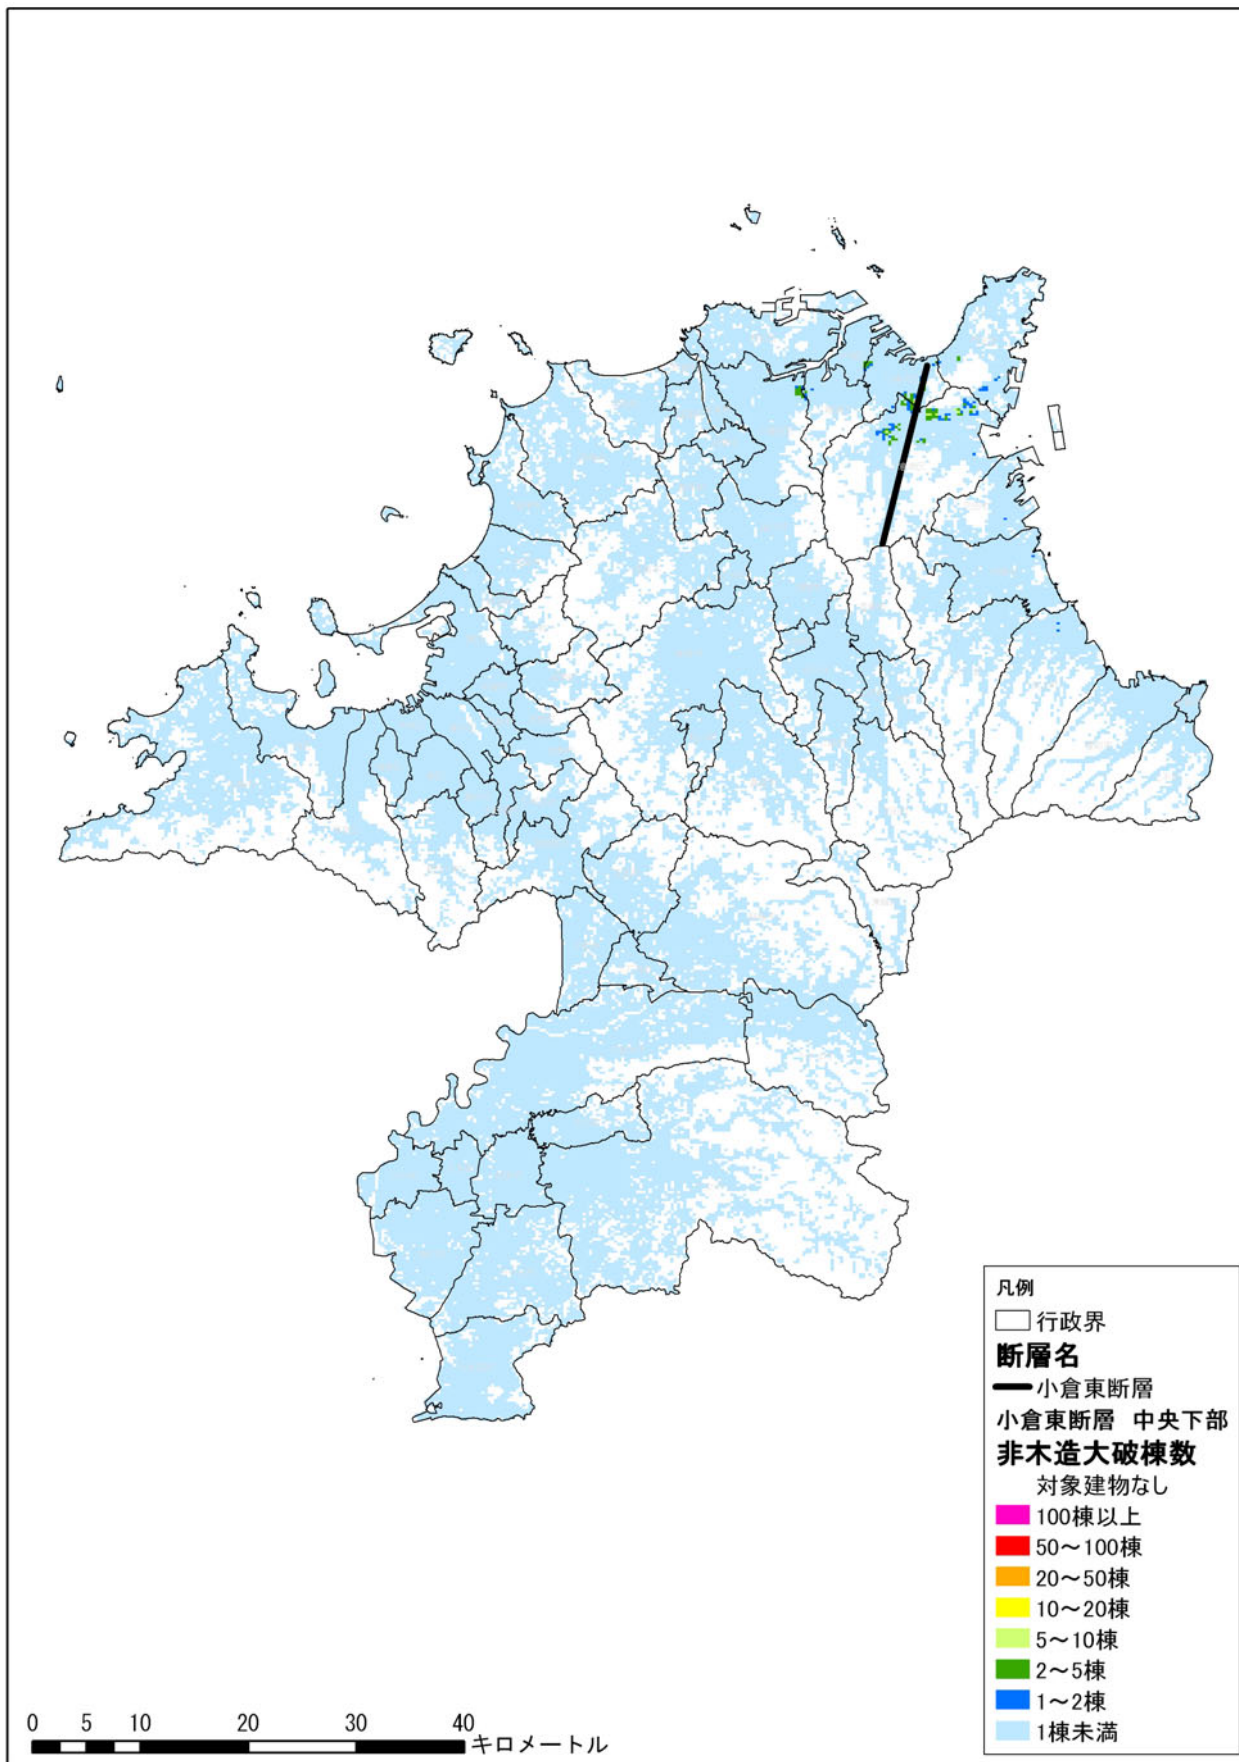 凡例
行政界
断層名
小倉東断層
小倉東断層 中央下部
非木造大破棟数
対象建物なし
100棟以上
50～100棟
20～50棟
10～20棟
5～10棟
2～5棟
1～2棟
1棟未満
0 5 10 20 30 40
キロメートル